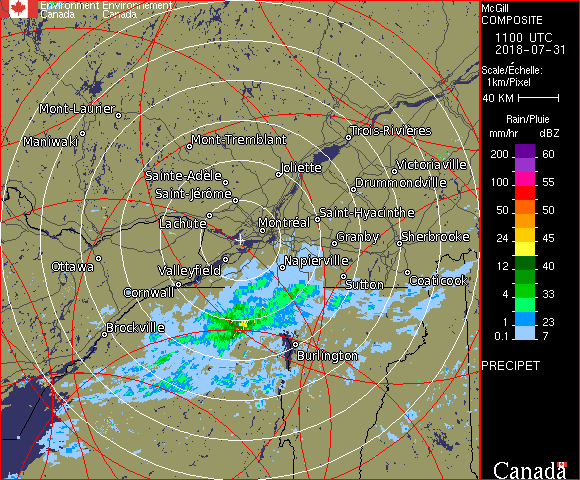 Environment Environnement
Canada Canada
McGill
COMPOSITE
1100 UTC
2018-07-31
Scale/Échelle:
1km/Pixel
40 KM
Rain/Pluie
mm/hr dBZ
200 60
150 57
100 55
50 50
24 45
12 40
4 33
1 23
0.1 7
PRECIPET
Canada
Mont-Laurier
Maniwaki
Mont-Tremblant
Trois-Rivières
Joliette
Victoriaville
Sainte-Adèle
Drummondville
Saint-Jérôme
Saint-Hyacinthe
Lachute
Montréal
Granby
Sherbrooke
Ottawa
Valleyfield
Napierville
Cornwall
Sutton
Coaticook
Brockville
Burlington